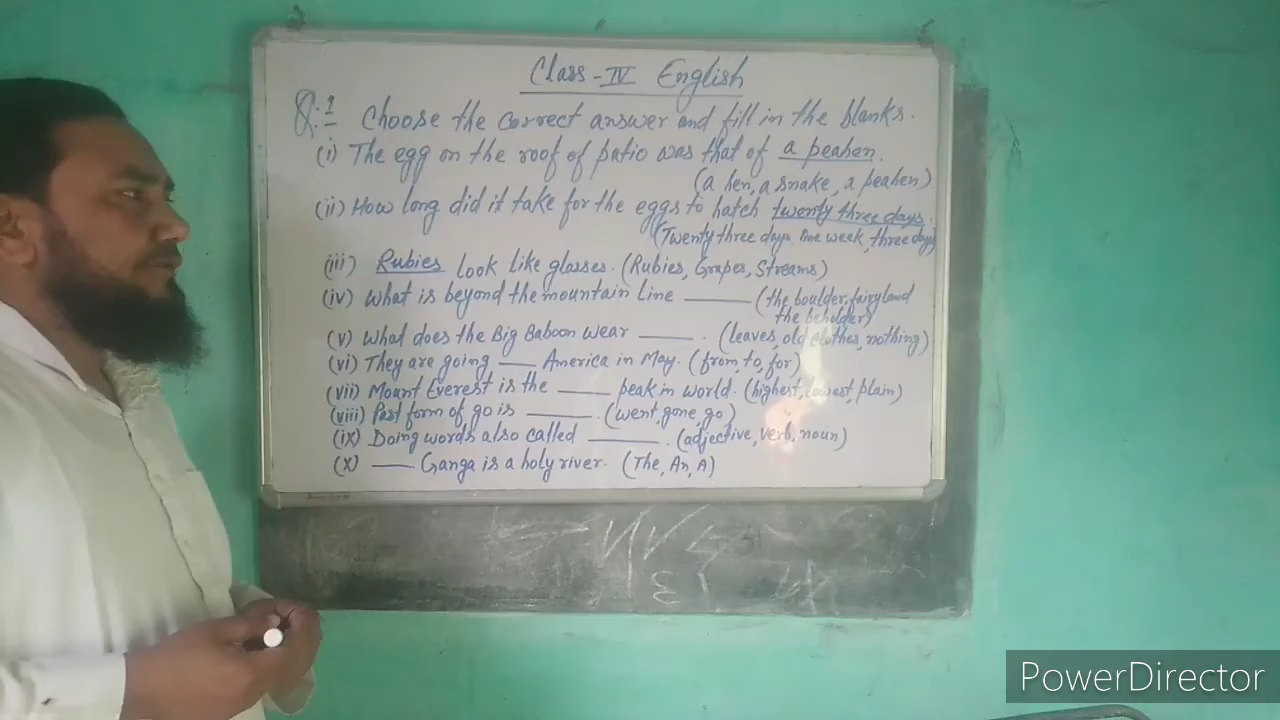 Class - IV English
Q.1 Choose the correct answer and fill in the blanks.
(i) The egg on the roof of patio was that of a peahen.
(a hen, a snake, a peahen)
(ii) How long did it take for the eggs to hatch twenty three days.
(Twenty three days, One week, three day)
(iii) Rubies look like glasses. (Rubies, Grapes, Streams)
(iv) What is beyond the mountain line ______ (the boulder, fairyland
the beholder)
(v) What does the Big Baboon wear ______. (leaves, old clothes, nothing)
(vi) They are going ____ America in May. (from, to, for)
(vii) Mount Everest is the ______ peak in world. (highest, lowest, plain)
(viii) Past form of go is ______. (went, gone, go)
(ix) Doing words also called ______. (adjective, verb, noun)
(x) ____ Ganga is a holy river. (The, An, A)
PowerDirector